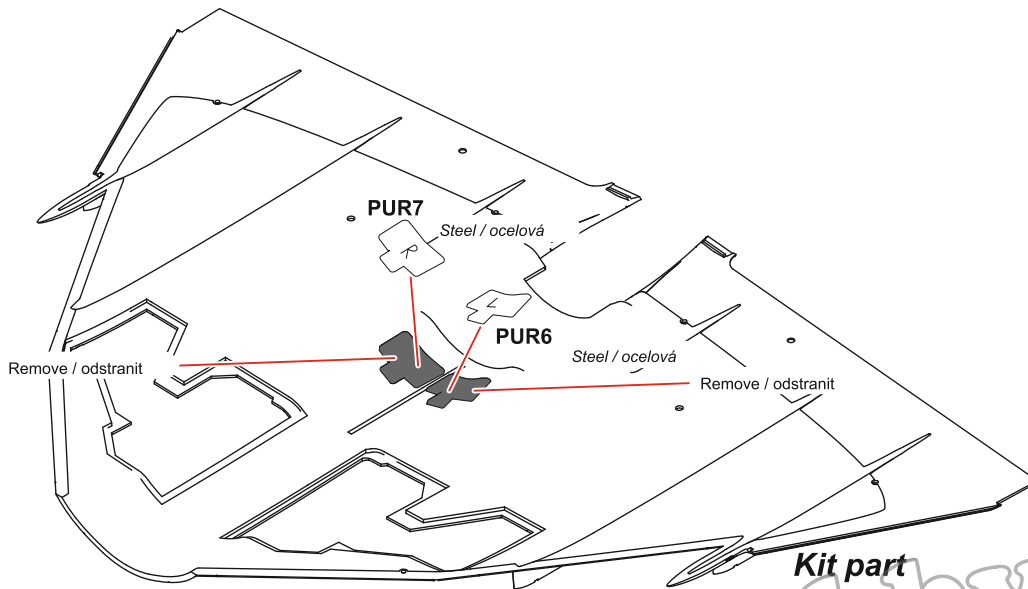 PUR7
Steel / ocelová
R
L
PUR6
Steel / ocelová
Remove / odstranit
Remove / odstranit
Kit part